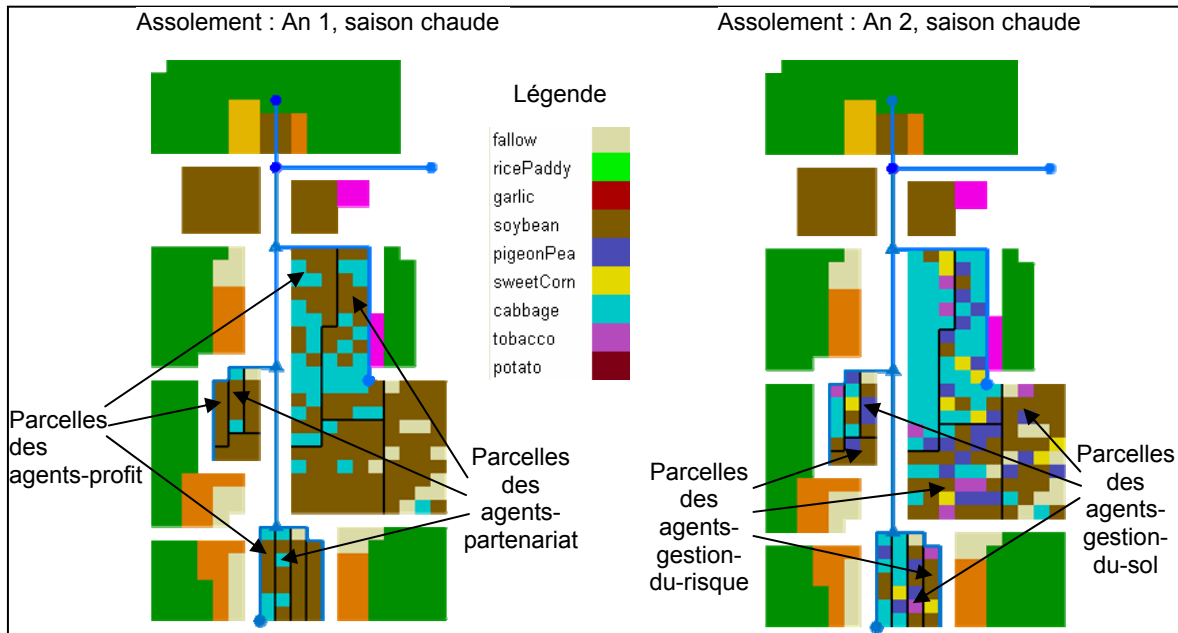 Assolement : An 1, saison chaude
Assolement : An 2, saison chaude
Légende
fallow
ricePaddy
garlic
soybean
pigeonPea
sweetCorn
cabbage
tobacco
potato
Parcelles
des
agents-profit
Parcelles
des
agents-
partenariat
Parcelles
des
agents-
gestion-
du-risque
Parcelles
des
agents-
gestion-
du-sol